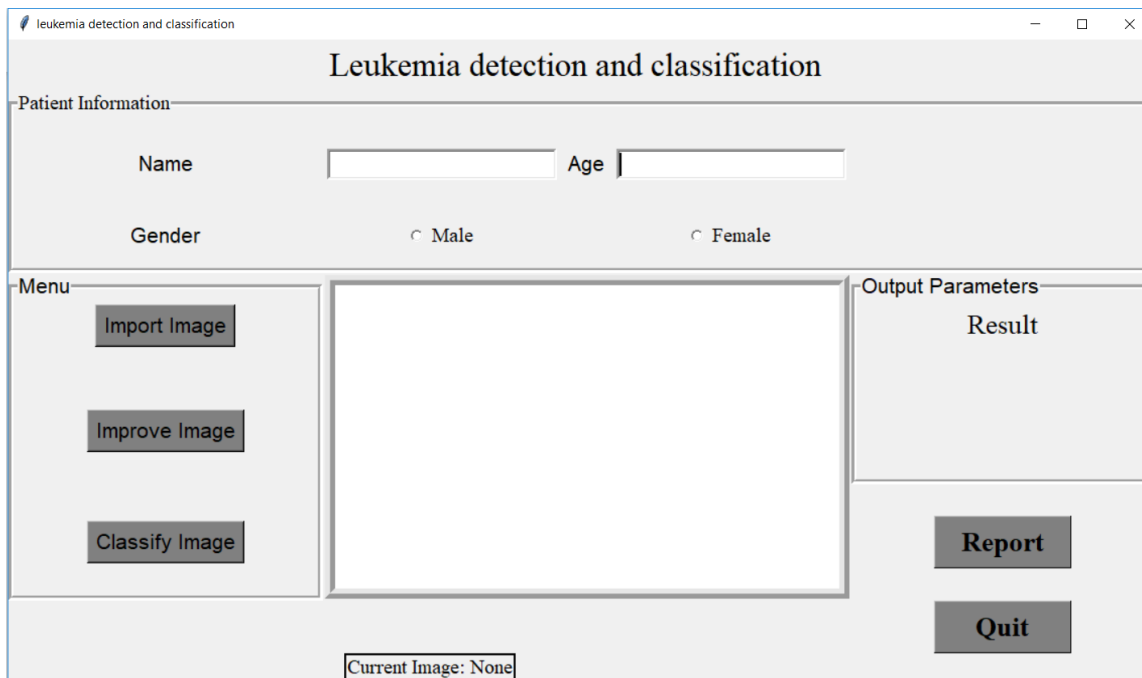 leukemia detection and classification
Leukemia detection and classification
Patient Information
Name
Age
Gender
Male
Female
Menu
Import Image
Improve Image
Classify Image
Output Parameters
Result
Report
Quit
Current Image: None